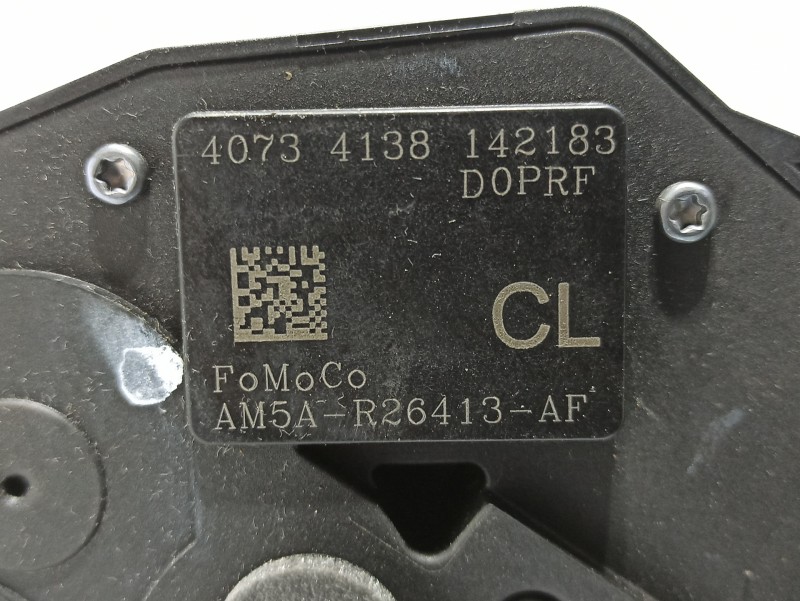 4073 4138 142183
D0PRF
CL
FoMoCo
AM5A-R26413-AF